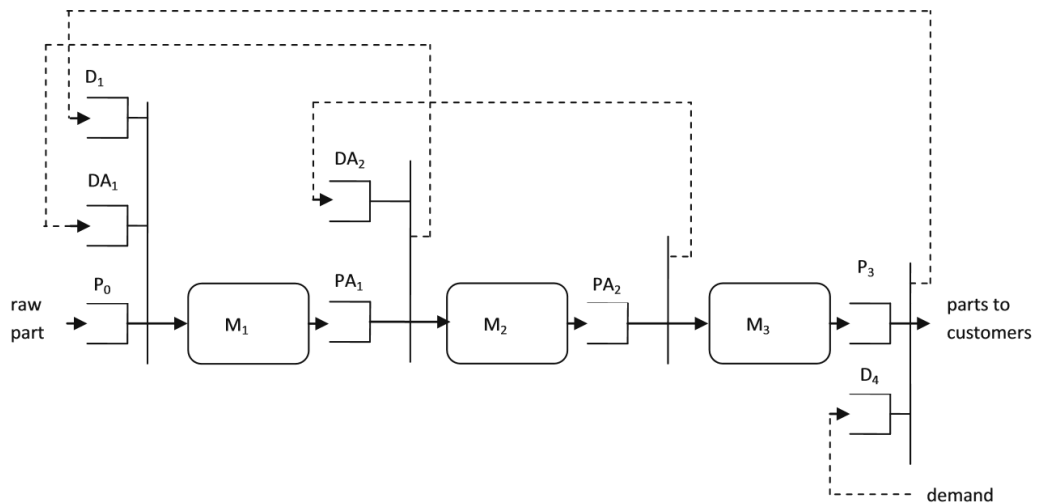 D₁
DA₂
DA₁
P₀
PA₁
PA₂
P₃
raw
part
M₁
M₂
M₃
parts to
customers
D₄
demand